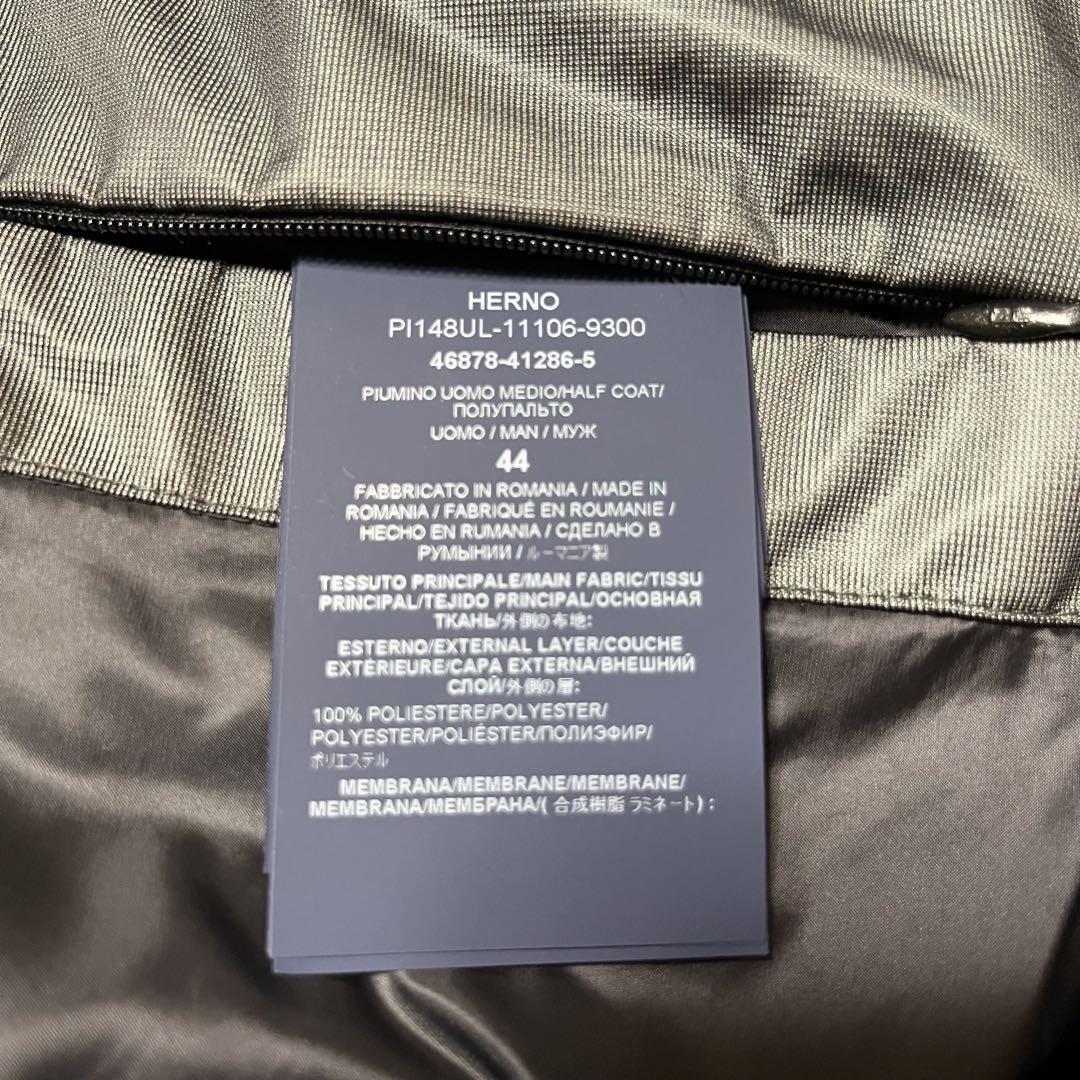 HERNO
PI148UL-11106-9300
46878-41286-5
PIUMINO UOMO MEDIO/HALF COAT/
ПОЛУПАЛЬТО
UOMO / MAN / МУЖ
44
FABBRICATO IN ROMANIA / MADE IN
ROMANIA / FABRIQUÉ EN ROUMANIE /
HECHO EN RUMANIA / СДЕЛАНО В
РУМЫНИИ / ルーマニア製
TESSUTO PRINCIPALE/MAIN FABRIC/TISSU
PRINCIPAL/TEJIDO PRINCIPAL/ОСНОВНАЯ
ТКАНЬ/外側の布地:
ESTERNO/EXTERNAL LAYER/COUCHE
EXTÉRIEURE/CAPA EXTERNA/ВНЕШНИЙ
СЛОЙ/外側の層:
100% POLIESTERE/POLYESTER/
POLYESTER/POLIÉSTER/ПОЛИЭФИР/
ポリエステル
MEMBRANA/MEMBRANE/MEMBRANE/
MEMBRANA/МЕМБРАНА/( 合成樹脂 ラミネート) :